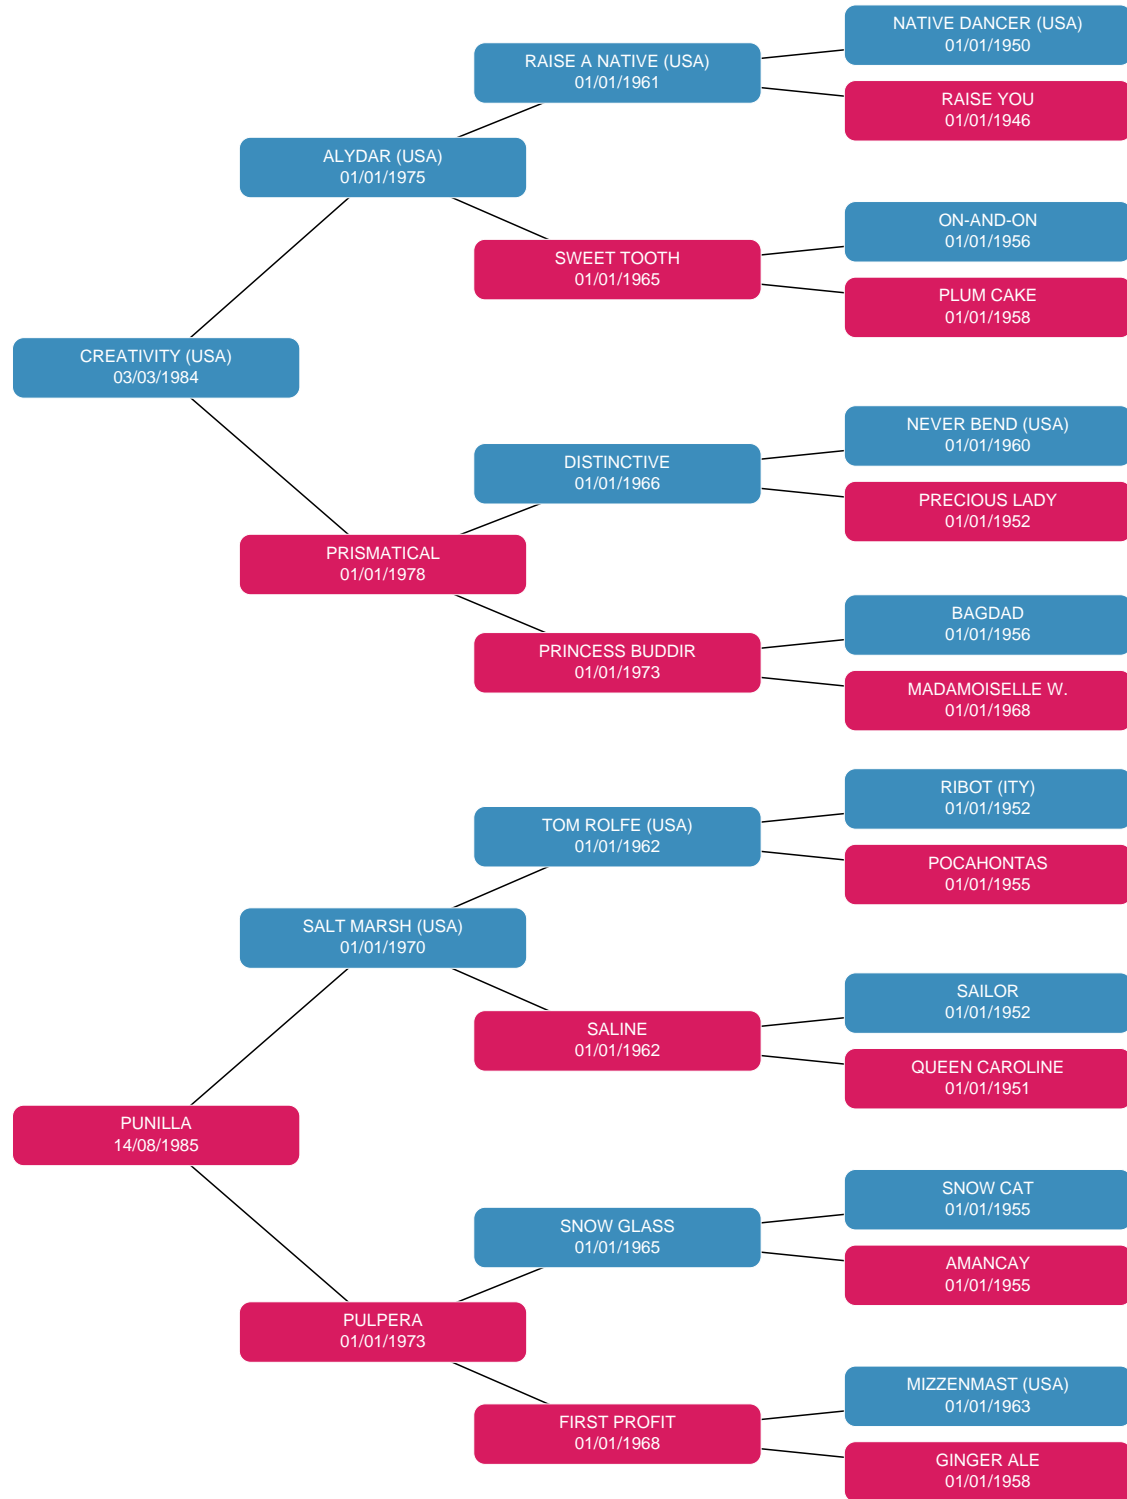 NATIVE DANCER (USA)
01/01/1950
RAISE A NATIVE (USA)
01/01/1961
RAISE YOU
01/01/1946
ALYDAR (USA)
01/01/1975
ON-AND-ON
01/01/1956
SWEET TOOTH
01/01/1965
PLUM CAKE
01/01/1958
CREATIVITY (USA)
03/03/1984
NEVER BEND (USA)
01/01/1960
DISTINCTIVE
01/01/1966
PRECIOUS LADY
01/01/1952
PRISMATICAL
01/01/1978
BAGDAD
01/01/1956
PRINCESS BUDDIR
01/01/1973
MADAMOISELLE W.
01/01/1968
RIBOT (ITY)
01/01/1952
TOM ROLFE (USA)
01/01/1962
POCAHONTAS
01/01/1955
SALT MARSH (USA)
01/01/1970
SAILOR
01/01/1952
SALINE
01/01/1962
QUEEN CAROLINE
01/01/1951
PUNILLA
14/08/1985
SNOW CAT
01/01/1955
SNOW GLASS
01/01/1965
AMANCAY
01/01/1955
PULPERA
01/01/1973
MIZZENMAST (USA)
01/01/1963
FIRST PROFIT
01/01/1968
GINGER ALE
01/01/1958